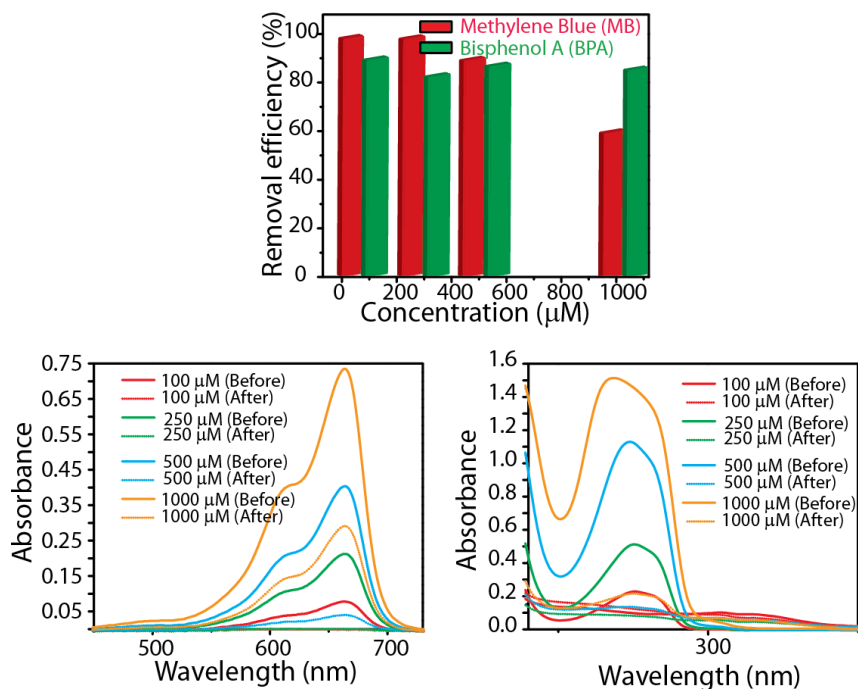 Methylene Blue (MB)
Bisphenol A (BPA)
Removal efficiency (%)
100
80
60
40
20
0
0 200 400 600 800 1000
Concentration (μM)
0.75
0.65
0.55
0.45
0.35
0.25
0.15
0.05
Absorbance
100 μM (Before)
100 μM (After)
250 μM (Before)
250 μM (After)
500 μM (Before)
500 μM (After)
1000 μM (Before)
1000 μM (After)
500 600 700
Wavelength (nm)
1.6
1.4
1.2
1.0
0.8
0.6
0.4
0.2
0.0
Absorbance
100 μM (Before)
100 μM (After)
250 μM (Before)
250 μM (After)
500 μM (Before)
500 μM (After)
1000 μM (Before)
1000 μM (After)
300
Wavelength (nm)